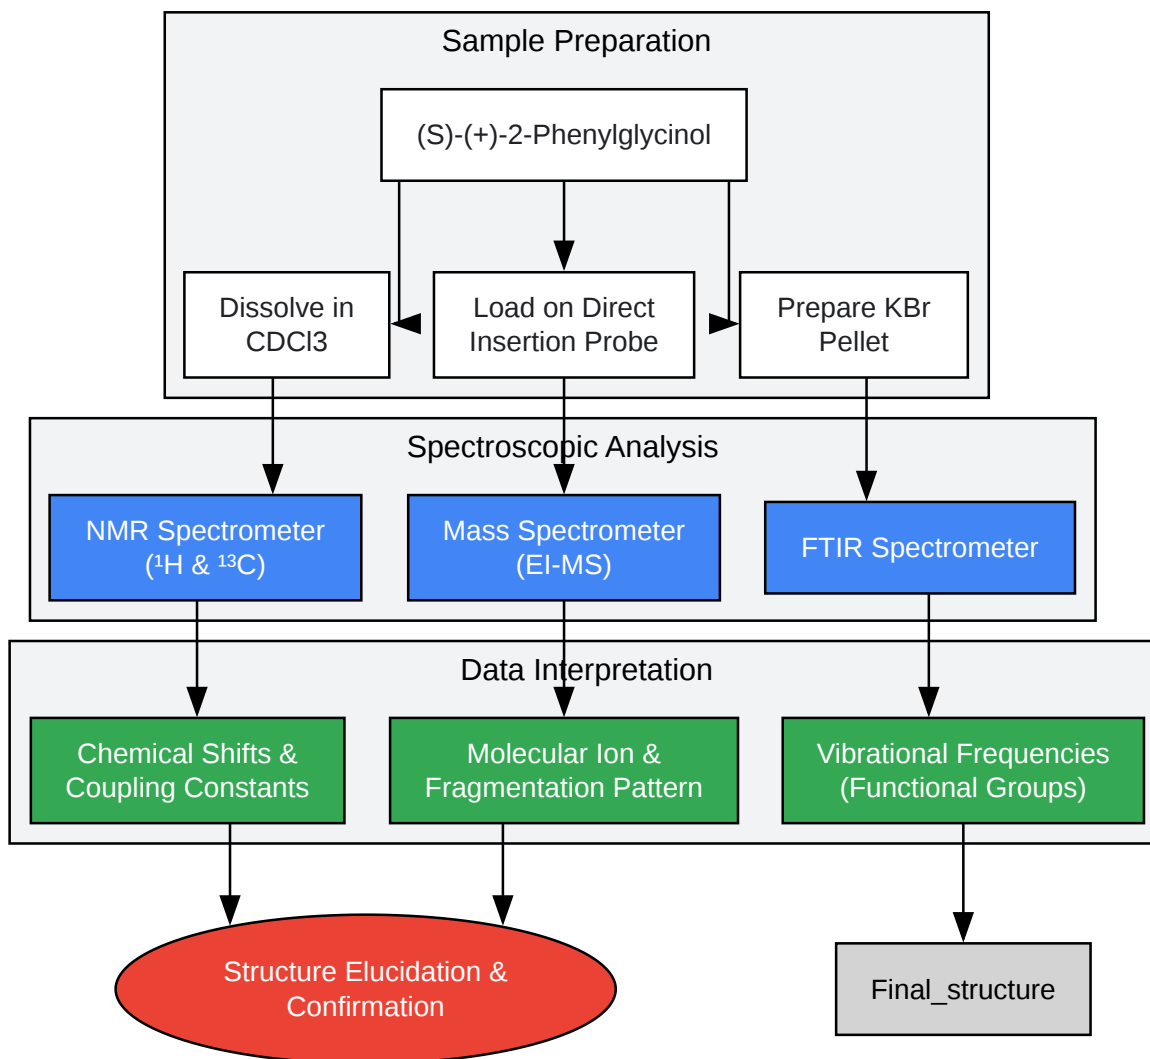 Sample Preparation
(S)-(+)-2-Phenylglycinol
Dissolve in
CDCl3
Load on Direct
Insertion Probe
Prepare KBr
Pellet
Spectroscopic Analysis
NMR Spectrometer
(¹H & ¹³C)
Mass Spectrometer
(EI-MS)
FTIR Spectrometer
Data Interpretation
Chemical Shifts &
Coupling Constants
Molecular Ion &
Fragmentation Pattern
Vibrational Frequencies
(Functional Groups)
Structure Elucidation &
Confirmation
Final_structure